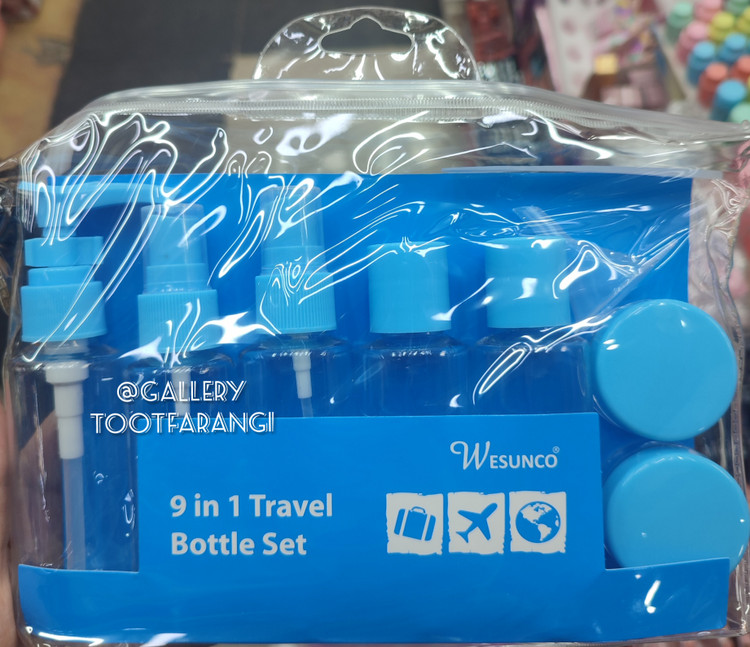 @GALLERY
TOOTFARANGI
WESUNCO®
9 in 1 Travel
Bottle Set